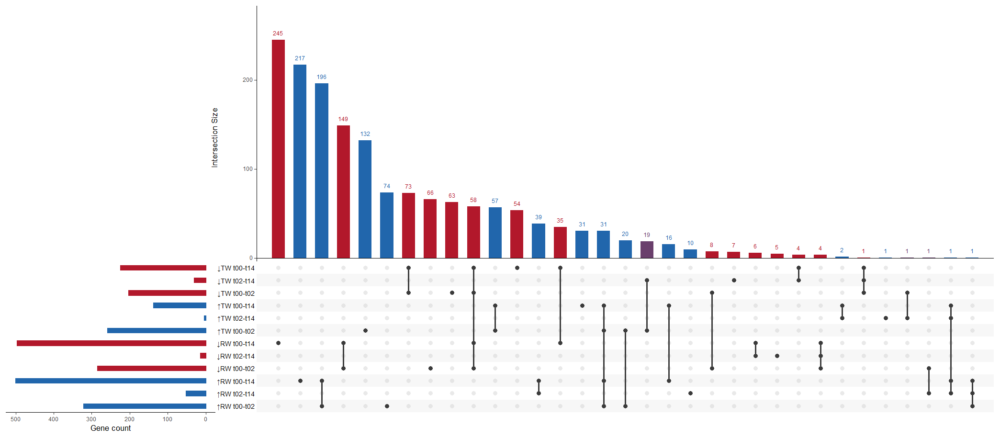 245
217
196
149
132
74
73
66
63
58
57
54
39
35
31
31
20
19
16
10
8
7
6
5
4
4
2
1
1
1
1
1
1
Intersection Size
200
100
0
↓TW t00-t14
↓TW t02-t14
↓TW t00-t02
↑TW t00-t14
↑TW t02-t14
↑TW t00-t02
↓RW t00-t14
↓RW t02-t14
↓RW t00-t02
↑RW t00-t14
↑RW t02-t14
↑RW t00-t02
500 400 300 200 100 0
Gene count